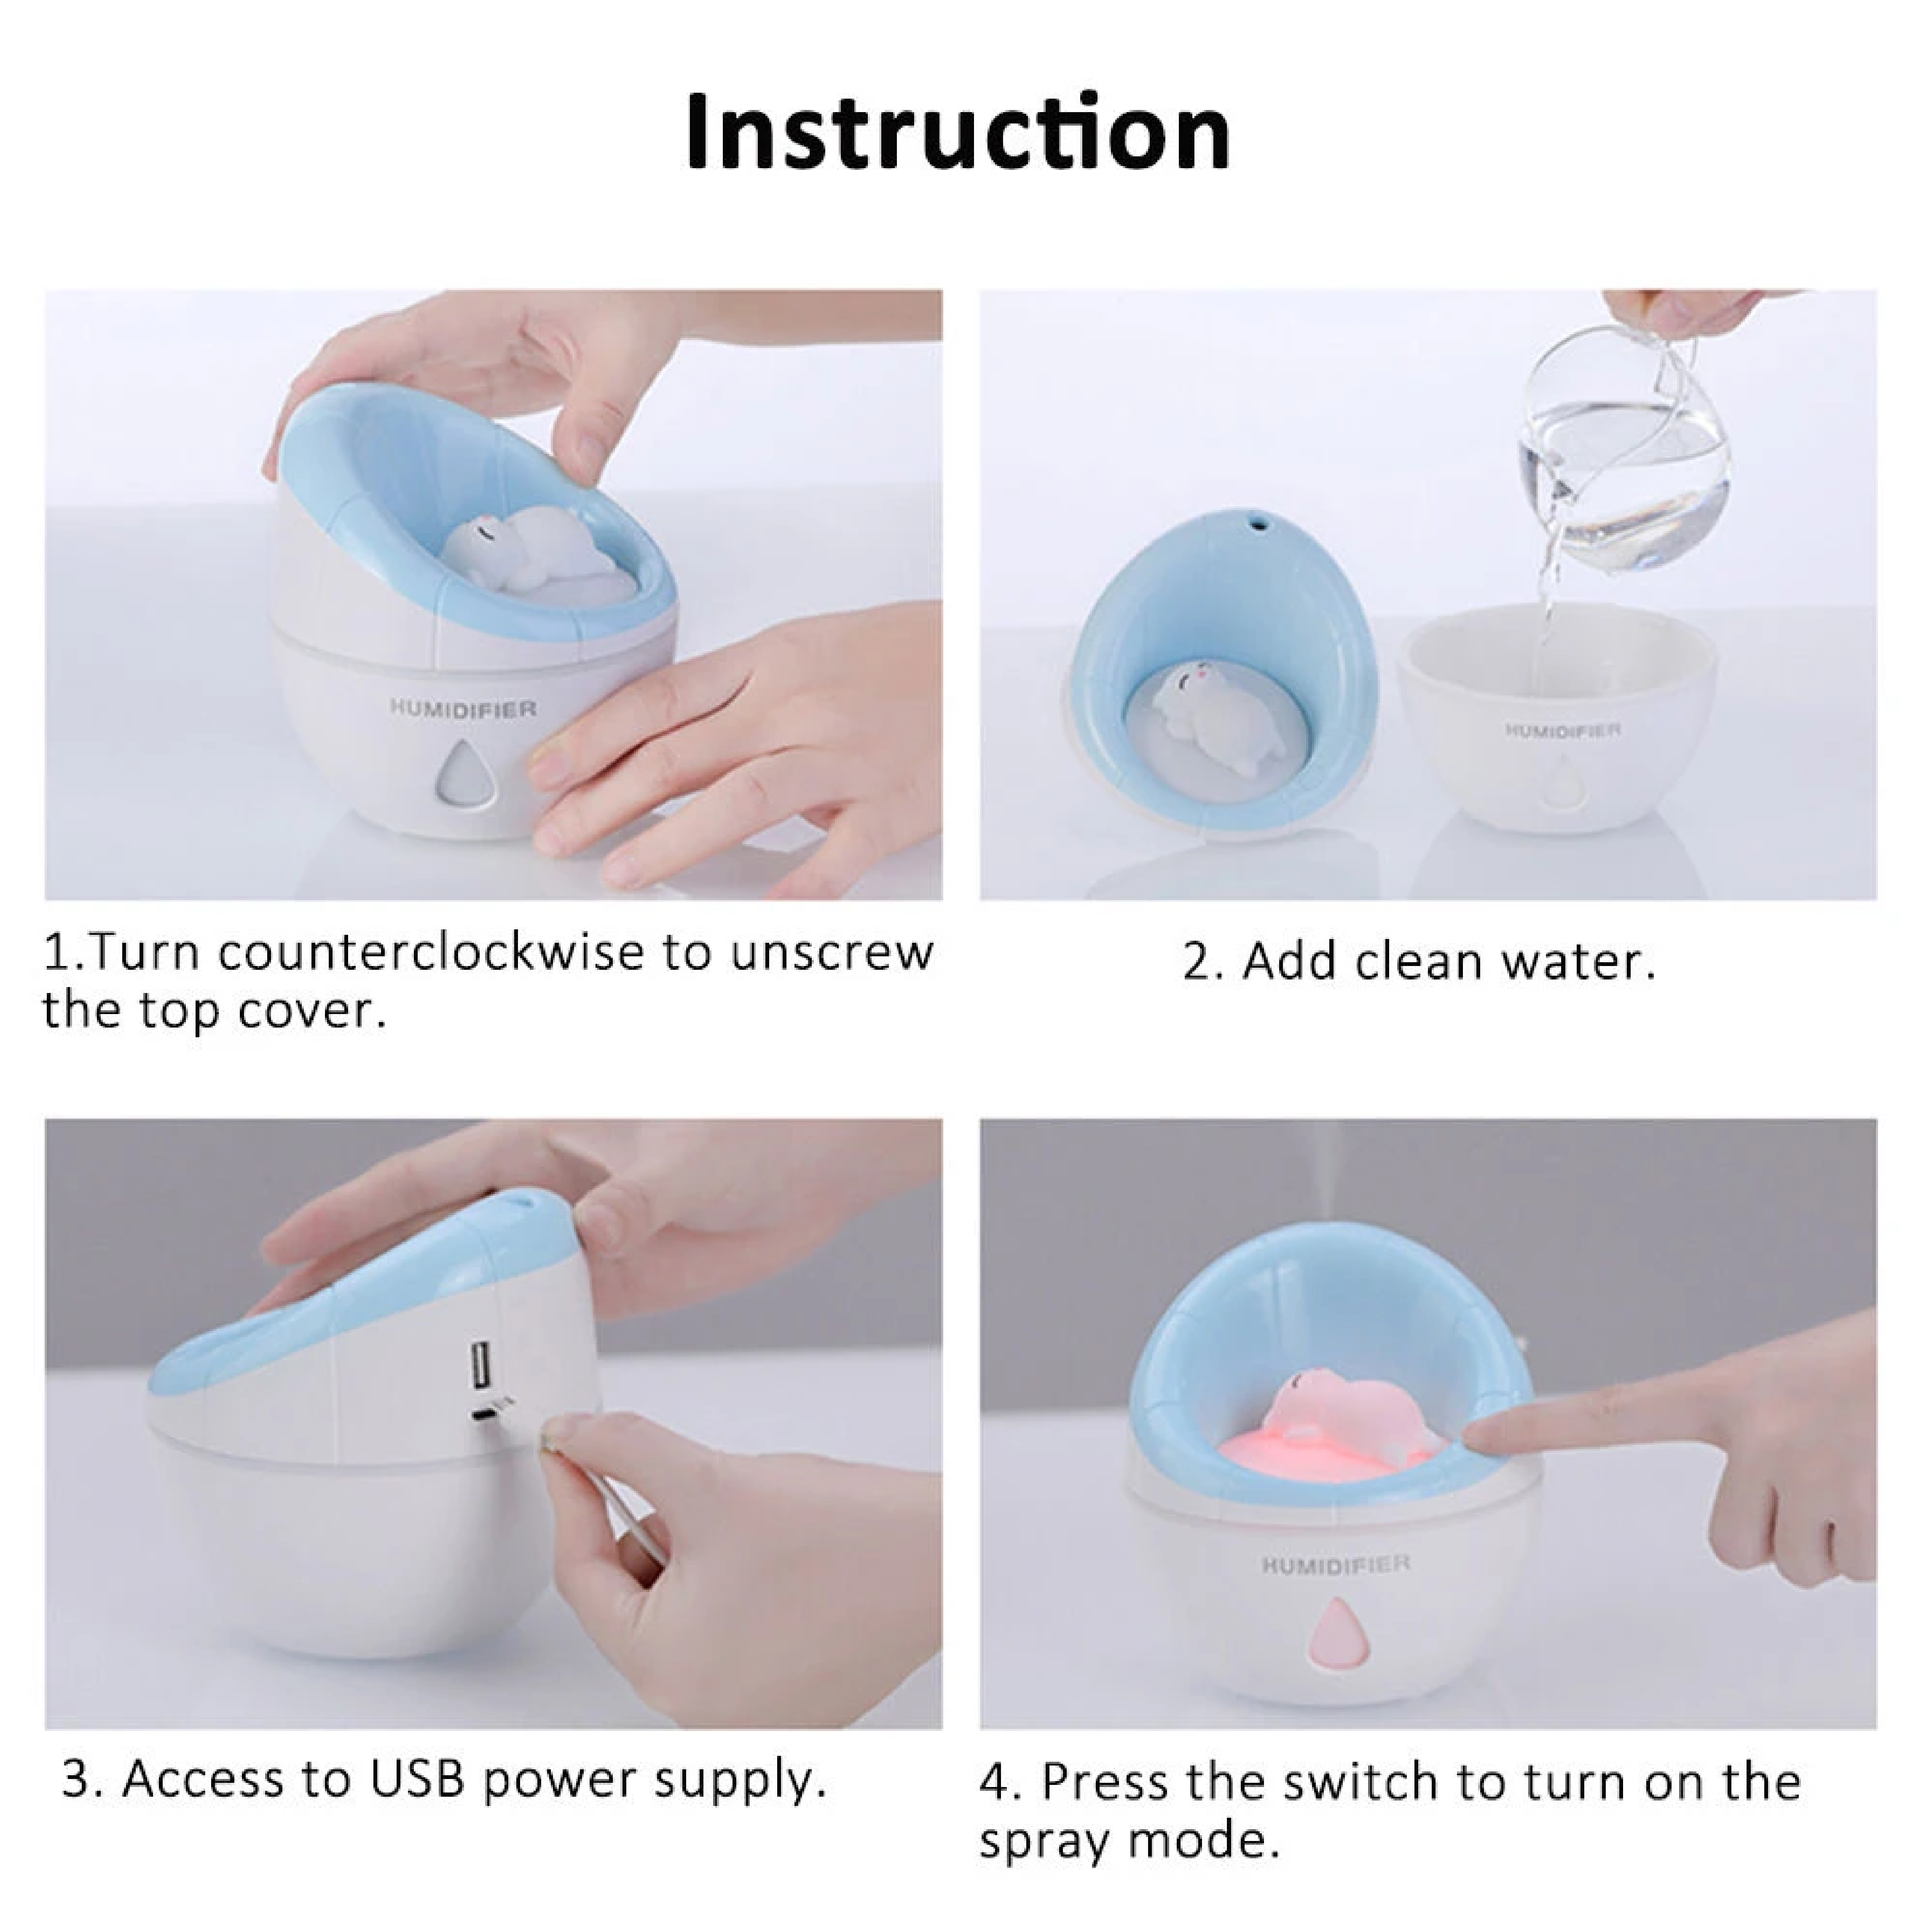 Instruction
HUMIDIFIER
HUMIDIFIER
1.Turn counterclockwise to unscrew
the top cover.
2. Add clean water.
HUMIDIFIER
3. Access to USB power supply.
4. Press the switch to turn on the
spray mode.